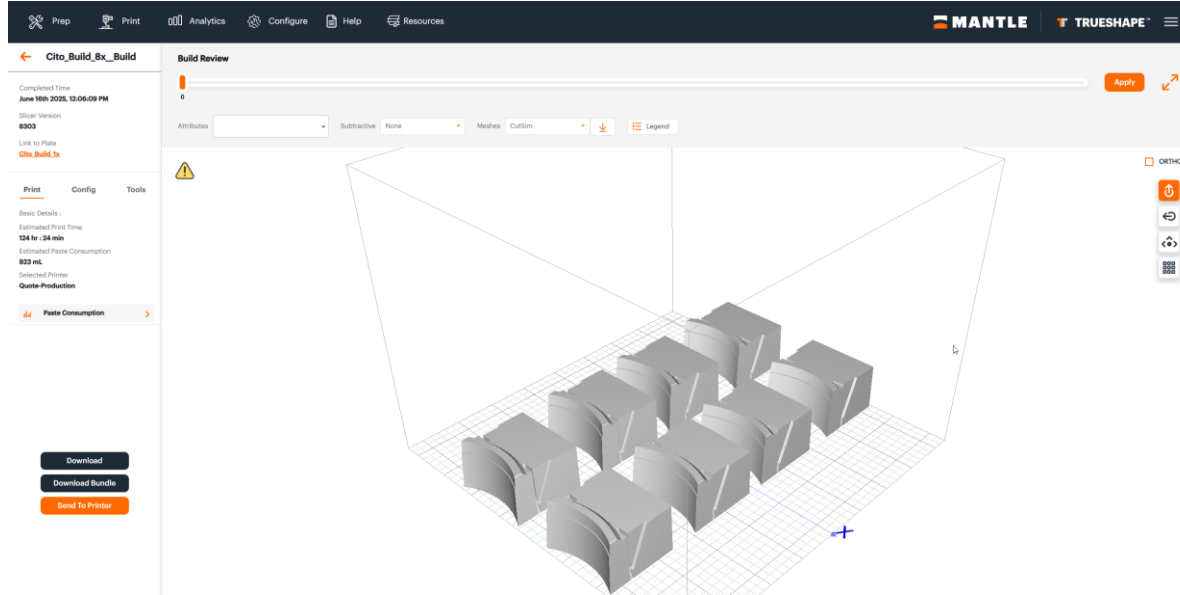 Prep
Print
Analytics
Configure
Help
Resources
MANTLE
TRUESHAPE
Cito_Build_8x__Build
Completed Time
June 16th 2025, 12:06:09 PM
Slicer Version
8303
Link to Plate
Cito_Build_1x
Print Config Tools
Basic Details :
Estimated Print Time
124 hr : 24 min
Estimated Paste Consumption
923 mL
Selected Printer
Quote-Production
Paste Consumption
Download
Download Bundle
Send To Printer
Build Review
0
Apply
Attributes
Subtractive None
Meshes CutSim
Legend
ORTHO